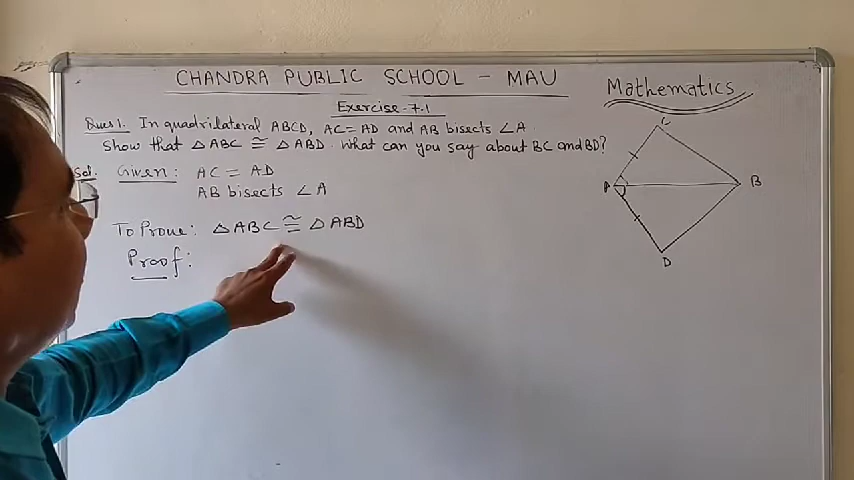 CHANDRA PUBLIC SCHOOL - MAU
Mathematics
Exercise-7.1
Ques1. In quadrilateral ABCD, AC=AD and AB bisects ∠A.
Show that △ABC ≅ △ABD. What can you say about BC and BD?
Sol. Given: AC = AD
AB bisects ∠A
To Prove: △ABC ≅ △ABD
Proof:
C
A
B
D